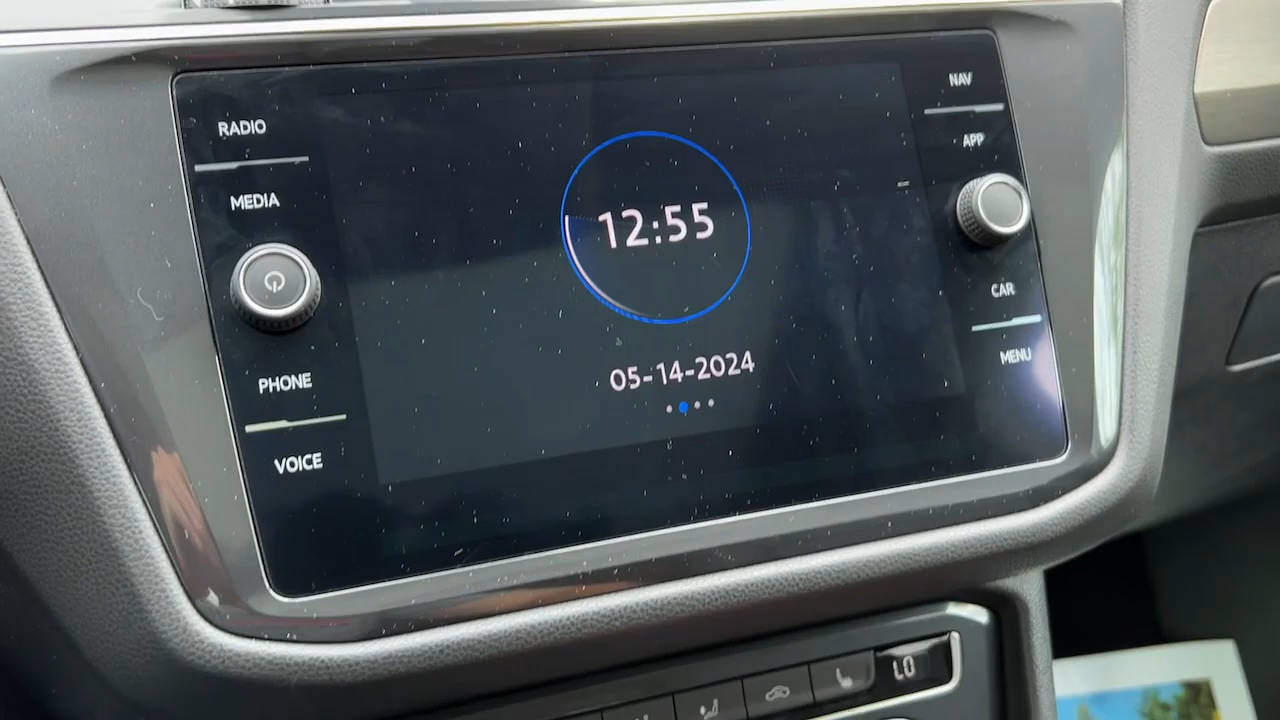 RADIO
MEDIA
PHONE
VOICE
12:55
05-14-2024
NAV
APP
CAR
MENU
LO